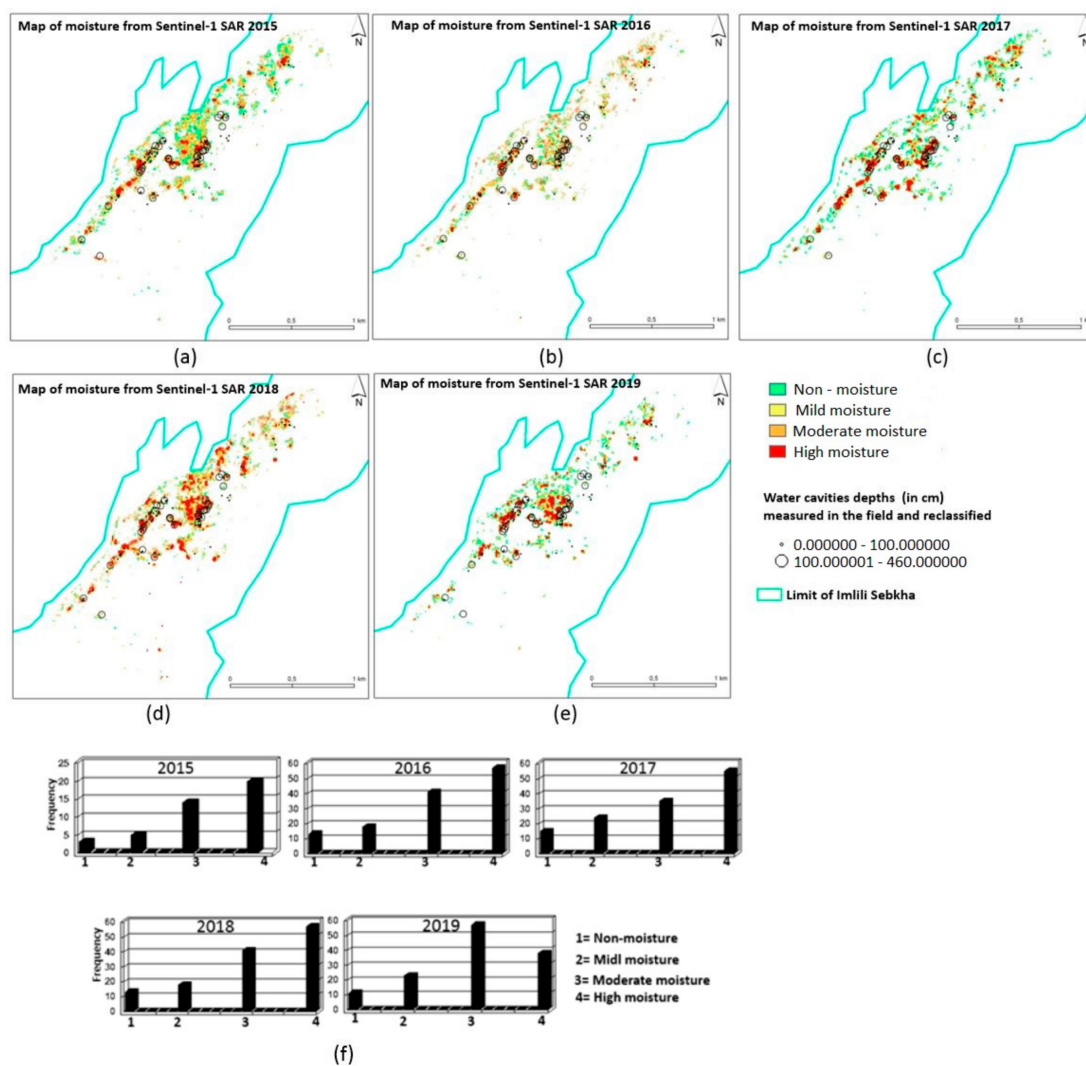 Map of moisture from Sentinel-1 SAR 2015
N
0 0,5 1 km
(a)
Map of moisture from Sentinel-1 SAR 2016
N
0 0,5 1 km
(b)
Map of moisture from Sentinel-1 SAR 2017
N
0 0,5 1 km
(c)
Map of moisture from Sentinel-1 SAR 2018
N
0 0,5 1 km
(d)
Map of moisture from Sentinel-1 SAR 2019
N
0 0,5 1 km
(e)
Non - moisture
Mild moisture
Moderate moisture
High moisture
Water cavities depths (in cm)
measured in the field and reclassified
0.000000 - 100.000000
100.000001 - 460.000000
Limit of Imlili Sebkha
2015
Frequency
25
20
15
10
5
0
1 2 3 4
2016
60
50
40
30
20
10
0
1 2 3 4
2017
60
50
40
30
20
10
0
1 2 3 4
2018
Frequency
60
50
40
30
20
10
0
1 2 3 4
2019
60
50
40
30
20
10
0
1 2 3 4
1= Non-moisture
2= Midl moisture
3= Moderate moisture
4= High moisture
(f)